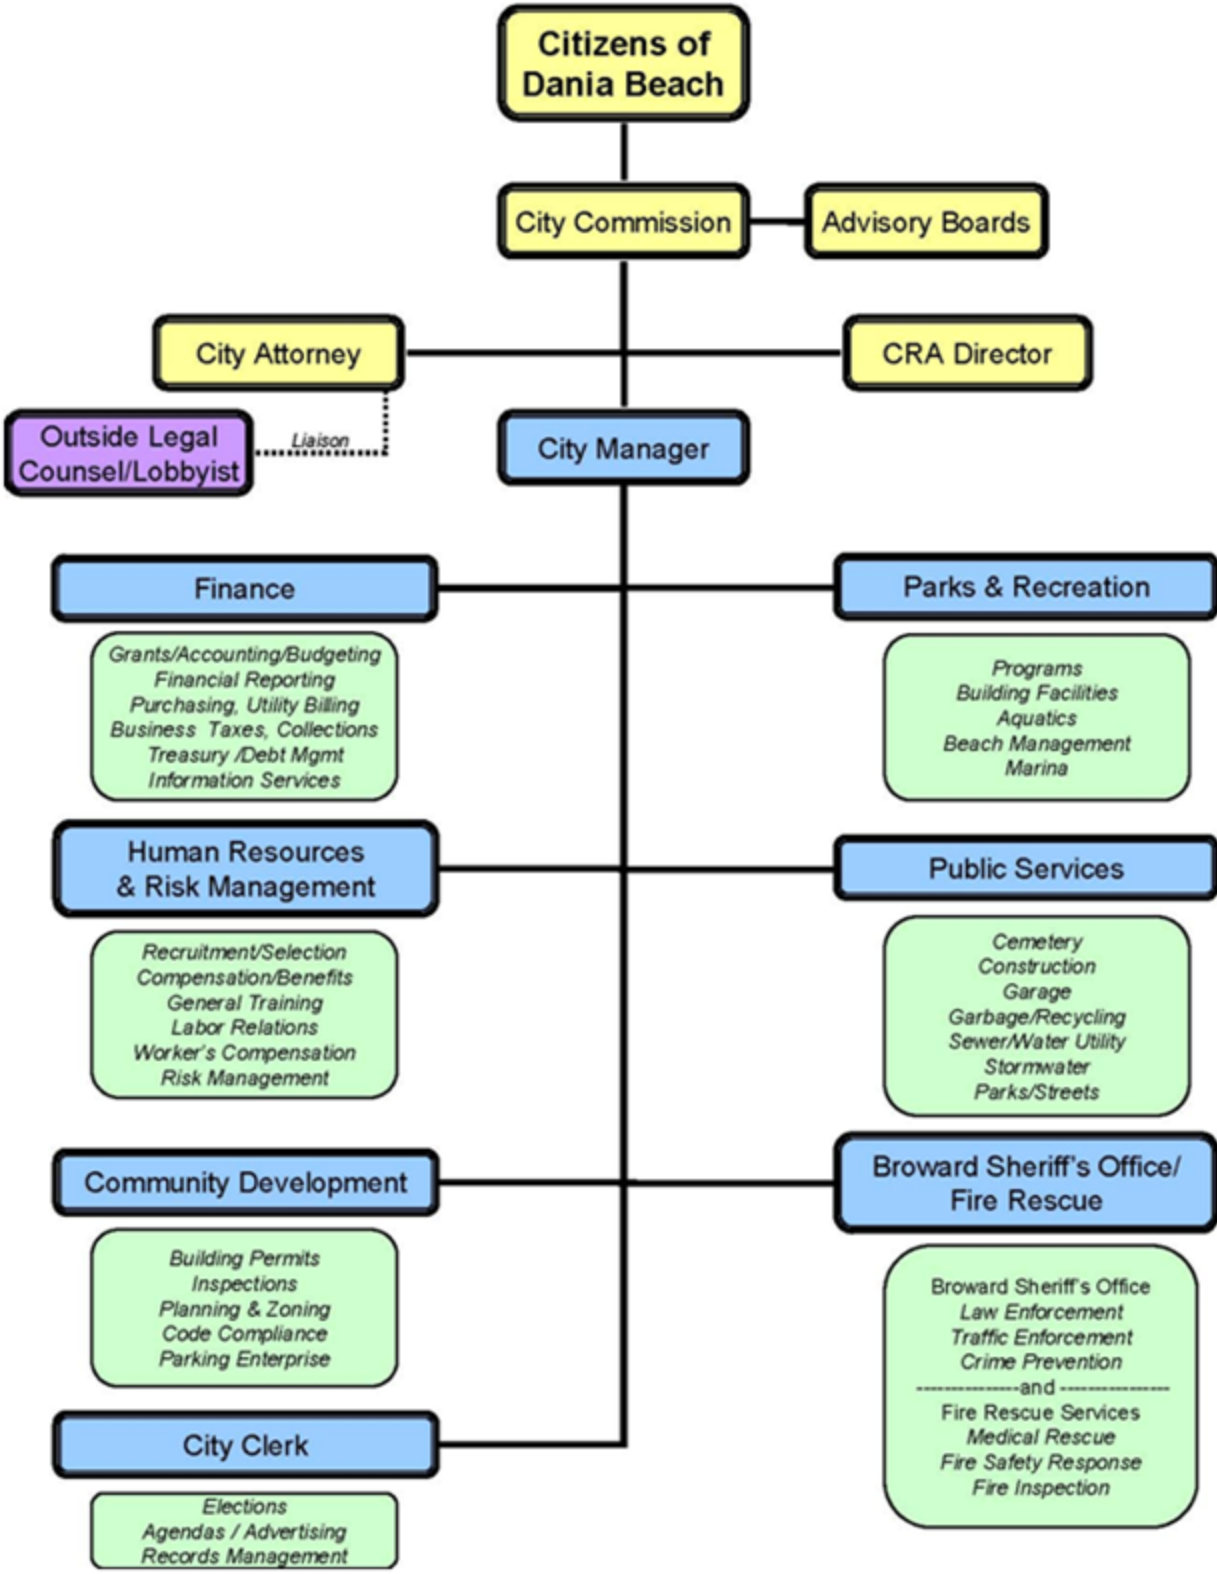 Citizens of
Dania Beach
City Commission
Advisory Boards
City Attorney
CRA Director
Outside Legal
Counsel/Lobbyist
Liaison
City Manager
Finance
Grants/Accounting/Budgeting
Financial Reporting
Purchasing, Utility Billing
Business Taxes, Collections
Treasury /Debt Mgmt
Information Services
Parks & Recreation
Programs
Building Facilities
Aquatics
Beach Management
Marina
Human Resources
& Risk Management
Recruitment/Selection
Compensation/Benefits
General Training
Labor Relations
Worker's Compensation
Risk Management
Public Services
Cemetery
Construction
Garage
Garbage/Recycling
Sewer/Water Utility
Stormwater
Parks/Streets
Community Development
Building Permits
Inspections
Planning & Zoning
Code Compliance
Parking Enterprise
Broward Sheriff's Office/
Fire Rescue
Broward Sheriff's Office
Law Enforcement
Traffic Enforcement
Crime Prevention
----------------and -----------------
Fire Rescue Services
Medical Rescue
Fire Safety Response
Fire Inspection
City Clerk
Elections
Agendas / Advertising
Records Management